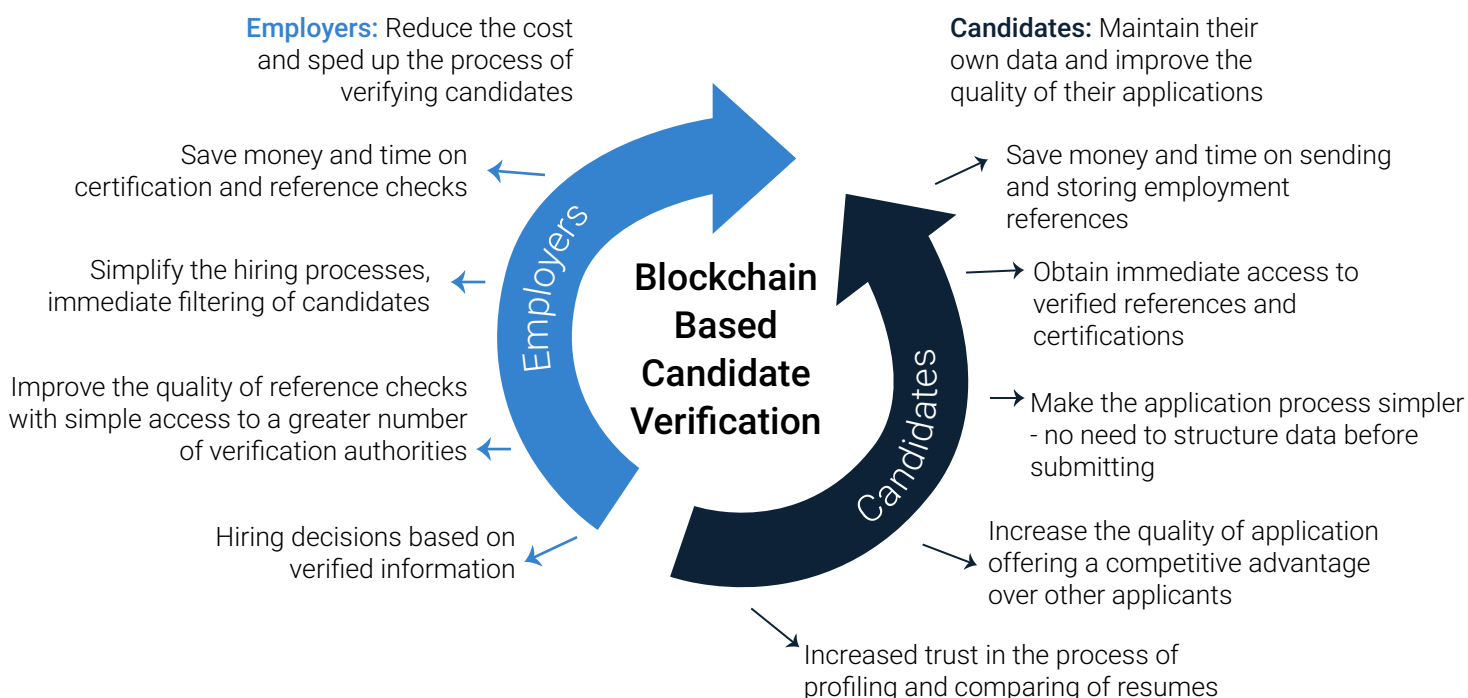 Employers: Reduce the cost
and sped up the process of
verifying candidates
Save money and time on
certification and reference checks
Simplify the hiring processes,
immediate filtering of candidates
Improve the quality of reference checks
with simple access to a greater number
of verification authorities
Hiring decisions based on
verified information
Employers
Blockchain
Based
Candidate
Verification
Candidates
Candidates: Maintain their
own data and improve the
quality of their applications
Save money and time on sending
and storing employment
references
Obtain immediate access to
verified references and
certifications
Make the application process simpler
- no need to structure data before
submitting
Increase the quality of application
offering a competitive advantage
over other applicants
Increased trust in the process of
profiling and comparing of resumes